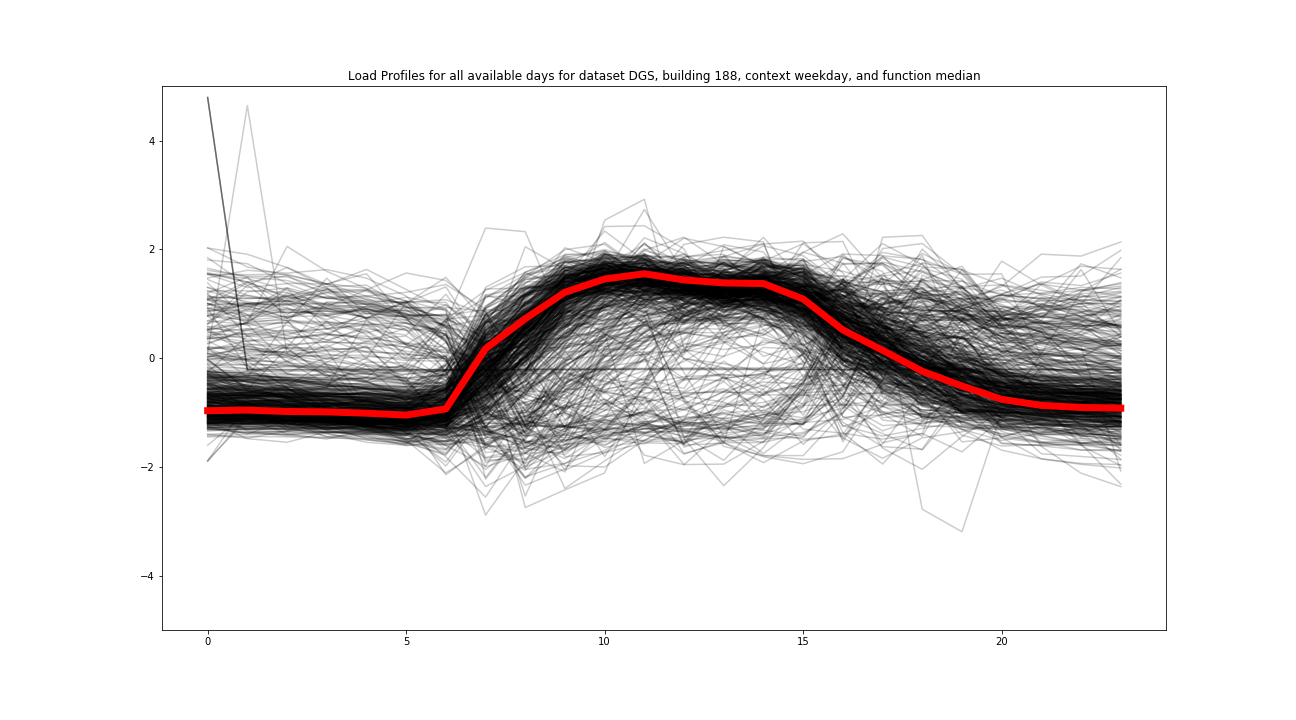 Load Profiles for all available days for dataset DGS, building 188, context weekday, and function median
4
2
0
−2
−4
0 5 10 15 20